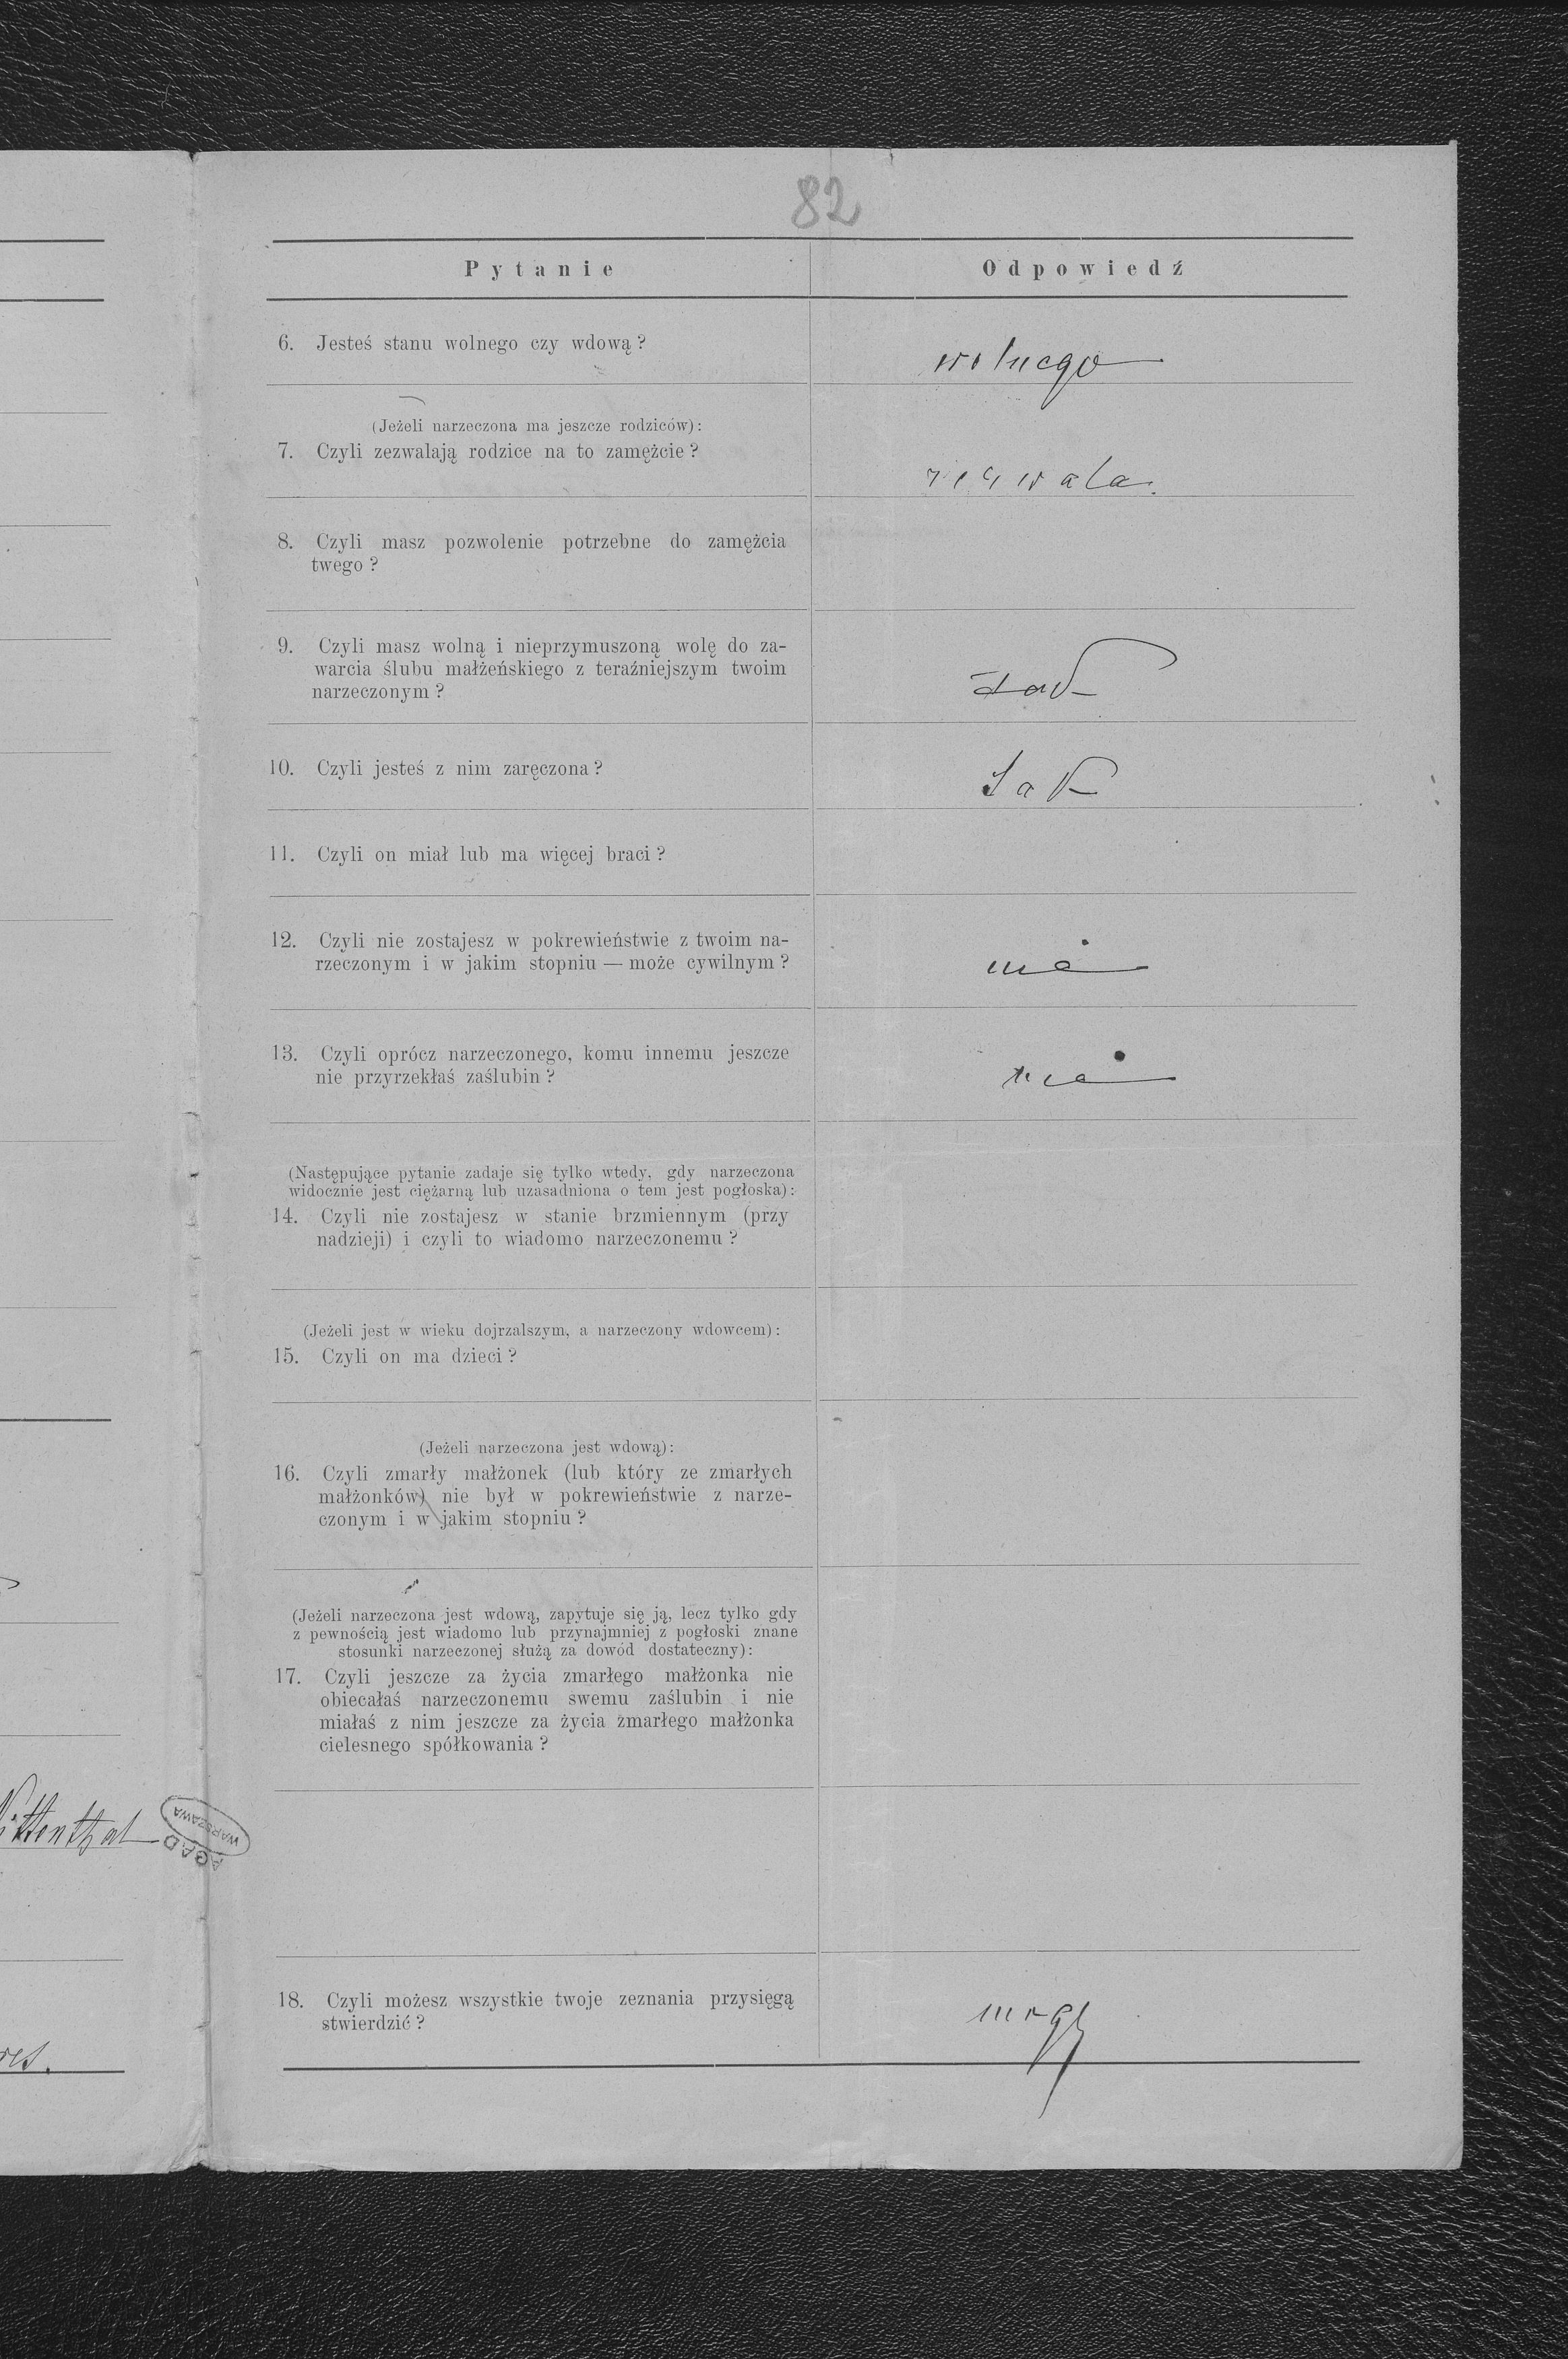 82
Pytanie Odpowiedź
6. Jesteś stanu wolnego czy wdową? wolnego
(Jeżeli narzeczona ma jeszcze rodziców):
7. Czyli zezwalają rodzice na to zamężcie?
8. Czyli masz pozwolenie potrzebne do zamężcia
twego?
9. Czyli masz wolną i nieprzymuszoną wolę do za-
warcia ślubu małżeńskiego z teraźniejszym twoim
narzeczonym? tak
10. Czyli jesteś z nim zaręczona? Tak
11. Czyli on miał lub ma więcej braci?
12. Czyli nie zostajesz w pokrewieństwie z twoim na-
rzeczonym i w jakim stopniu — może cywilnym? nie
13. Czyli oprócz narzeczonego, komu innemu jeszcze
nie przyrzekłaś zaślubin? nie
(Następujące pytanie zadaje się tylko wtedy, gdy narzeczona
widocznie jest ciężarną lub uzasadniona o tem jest pogłoska):
14. Czyli nie zostajesz w stanie brzmiennym (przy
nadzieji) i czyli to wiadomo narzeczonemu?
(Jeżeli jest w wieku dojrzalszym, a narzeczony wdowcem):
15. Czyli on ma dzieci?
(Jeżeli narzeczona jest wdową):
16. Czyli zmarły małżonek (lub który ze zmarłych
małżonków) nie był w pokrewieństwie z narze-
czonym i w jakim stopniu?
(Jeżeli narzeczona jest wdową, zapytuje się ją, lecz tylko gdy
z pewnością jest wiadomo lub przynajmniej z pogłoski znane
stosunki narzeczonej służą za dowód dostateczny):
17. Czyli jeszcze za życia zmarłego małżonka nie
obiecałaś narzeczonemu swemu zaślubin i nie
miałaś z nim jeszcze za życia zmarłego małżonka
cielesnego spółkowania?
AGAD
WARSZAWA
18. Czyli możesz wszystkie twoje zeznania przysięgą
stwierdzić? mogę